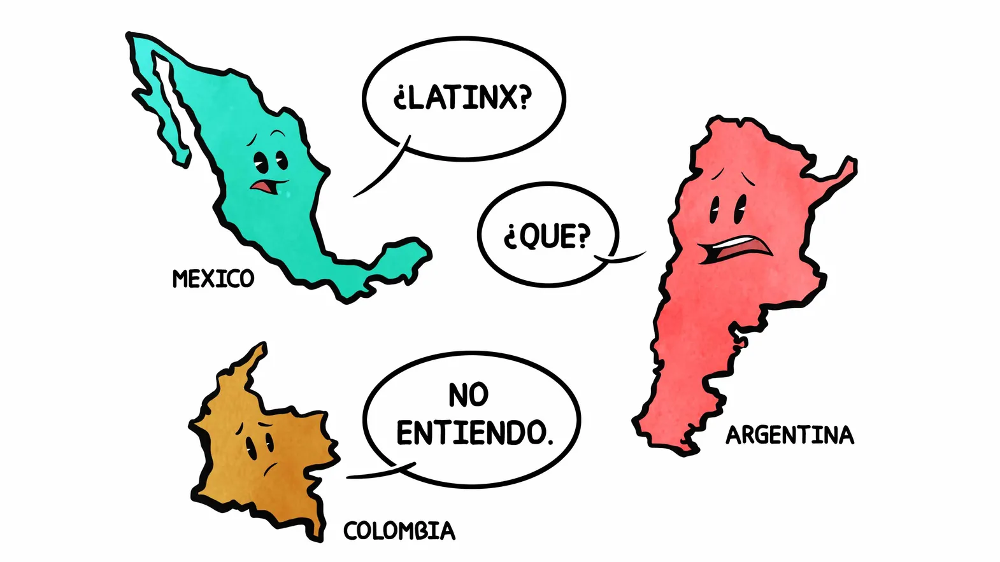 ¿LATINX?
¿QUE?
MEXICO
NO
ENTIENDO.
ARGENTINA
COLOMBIA